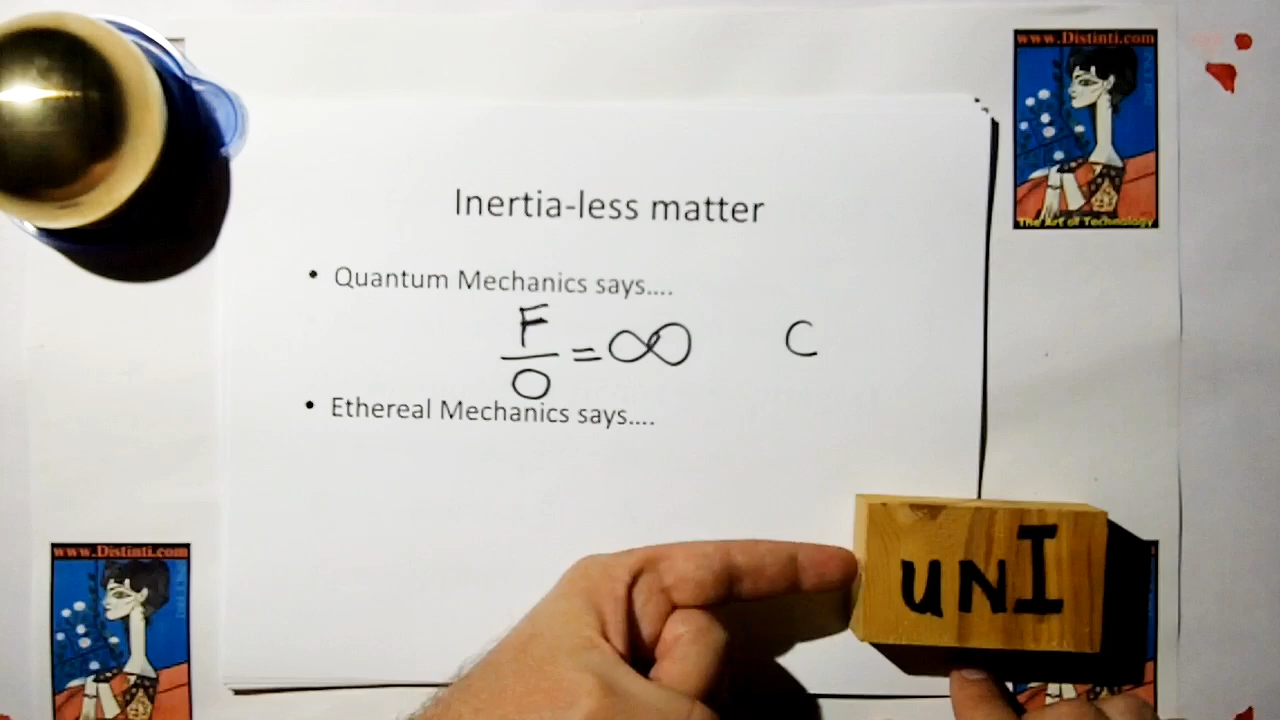 www.Distinti.com
The Art of Technology
Inertia-less matter
• Quantum Mechanics says....
F/0 = ∞ C
• Ethereal Mechanics says....
www.Distinti.com
uNI